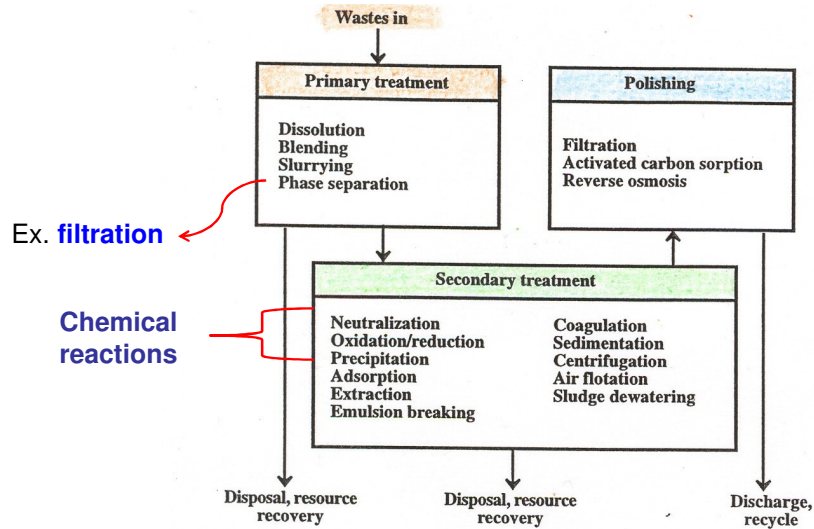 Wastes in
Primary treatment
Dissolution
Blending
Slurrying
Phase separation
Ex. filtration
Polishing
Filtration
Activated carbon sorption
Reverse osmosis
Secondary treatment
Chemical
reactions
Neutralization
Oxidation/reduction
Precipitation
Adsorption
Extraction
Emulsion breaking
Coagulation
Sedimentation
Centrifugation
Air flotation
Sludge dewatering
Disposal, resource
recovery
Disposal, resource
recovery
Discharge,
recycle